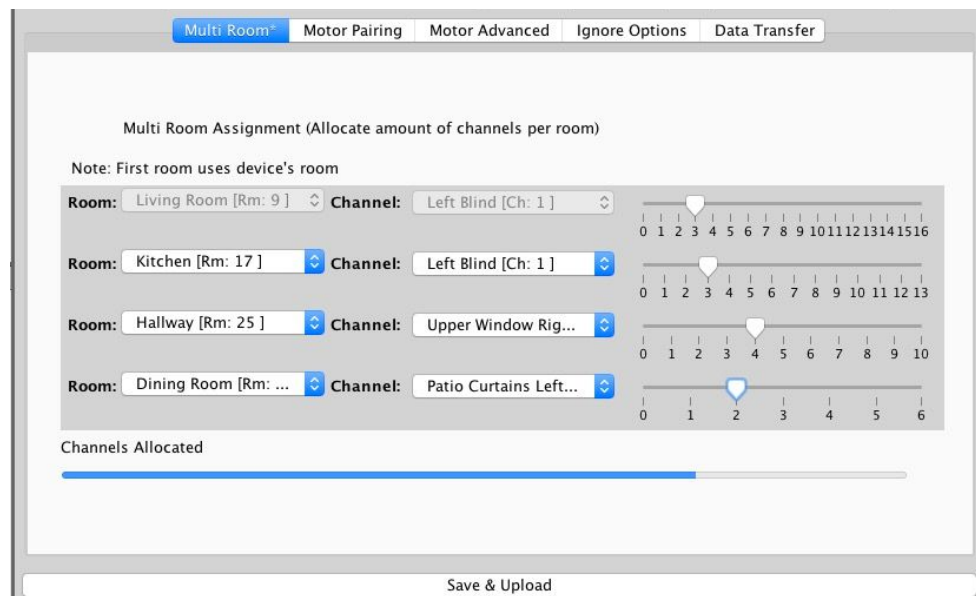 Multi Room* Motor Pairing Motor Advanced Ignore Options Data Transfer
Multi Room Assignment (Allocate amount of channels per room)
Note: First room uses device's room
Room: Living Room [Rm: 9 ] Channel: Left Blind [Ch: 1 ]
0 1 2 3 4 5 6 7 8 9 10 11 12 13 14 15 16
Room: Kitchen [Rm: 17 ] Channel: Left Blind [Ch: 1 ]
0 1 2 3 4 5 6 7 8 9 10 11 12 13
Room: Hallway [Rm: 25 ] Channel: Upper Window Rig...
0 1 2 3 4 5 6 7 8 9 10
Room: Dining Room [Rm: ... Channel: Patio Curtains Left...
0 1 2 3 4 5 6
Channels Allocated
Save & Upload